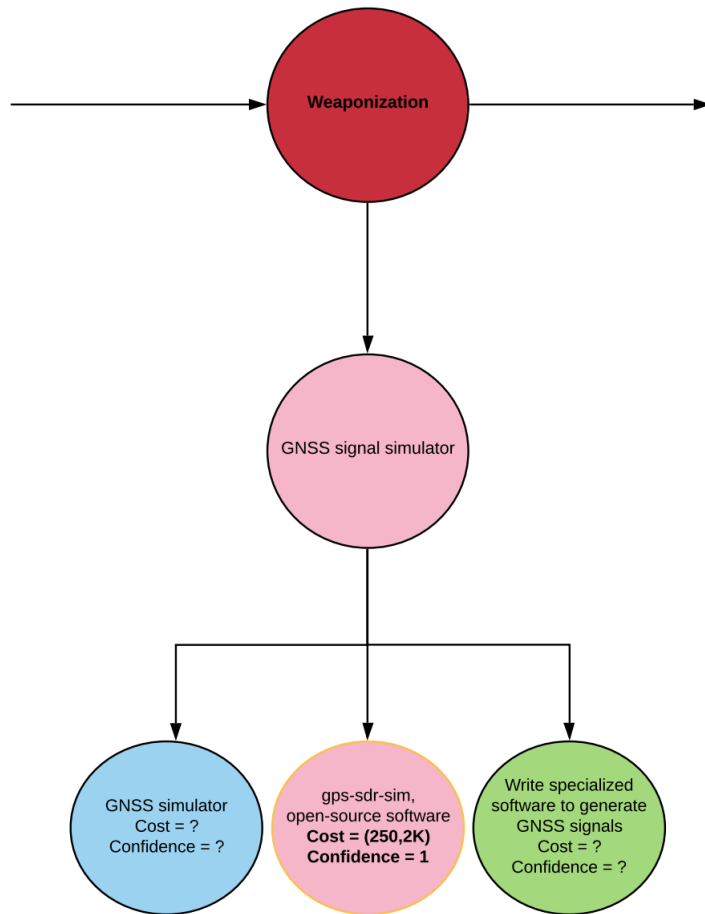 Weaponization
GNSS signal simulator
GNSS simulator
Cost = ?
Confidence = ?
gps-sdr-sim,
open-source software
Cost = (250,2K)
Confidence = 1
Write specialized
software to generate
GNSS signals
Cost = ?
Confidence = ?